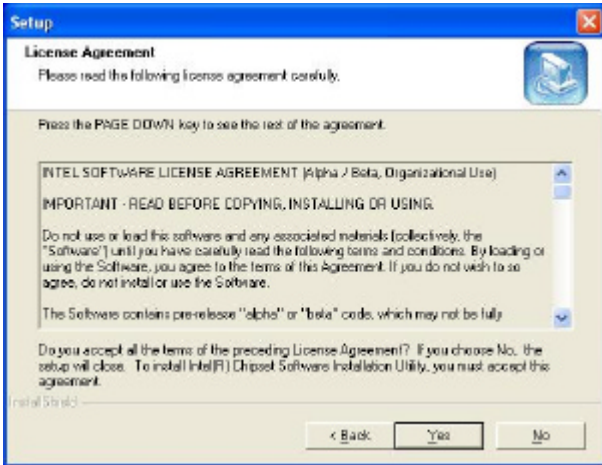 Setup
License Agreement
Please read the following license agreement carefully.
Press the PAGE DOWN key to see the rest of the agreement.
INTEL SOFTWARE LICENSE AGREEMENT (Alpha / Beta, Organizational Use)
IMPORTANT - READ BEFORE COPYING, INSTALLING OR USING.
Do not use or load this software and any associated materials (collectively, the
"Software") until you have carefully read the following terms and conditions. By loading or
using the Software, you agree to the terms of this Agreement. If you do not wish to so
agree, do not install or use the Software.
The Software contains pre-release "alpha" or "beta" code, which may not be fully
Do you accept all the terms of the preceding License Agreement? If you choose No, the
setup will close. To install Intel(R) Chipset Software Installation Utility, you must accept this
agreement.
InstallShield
< Back
Yes
No